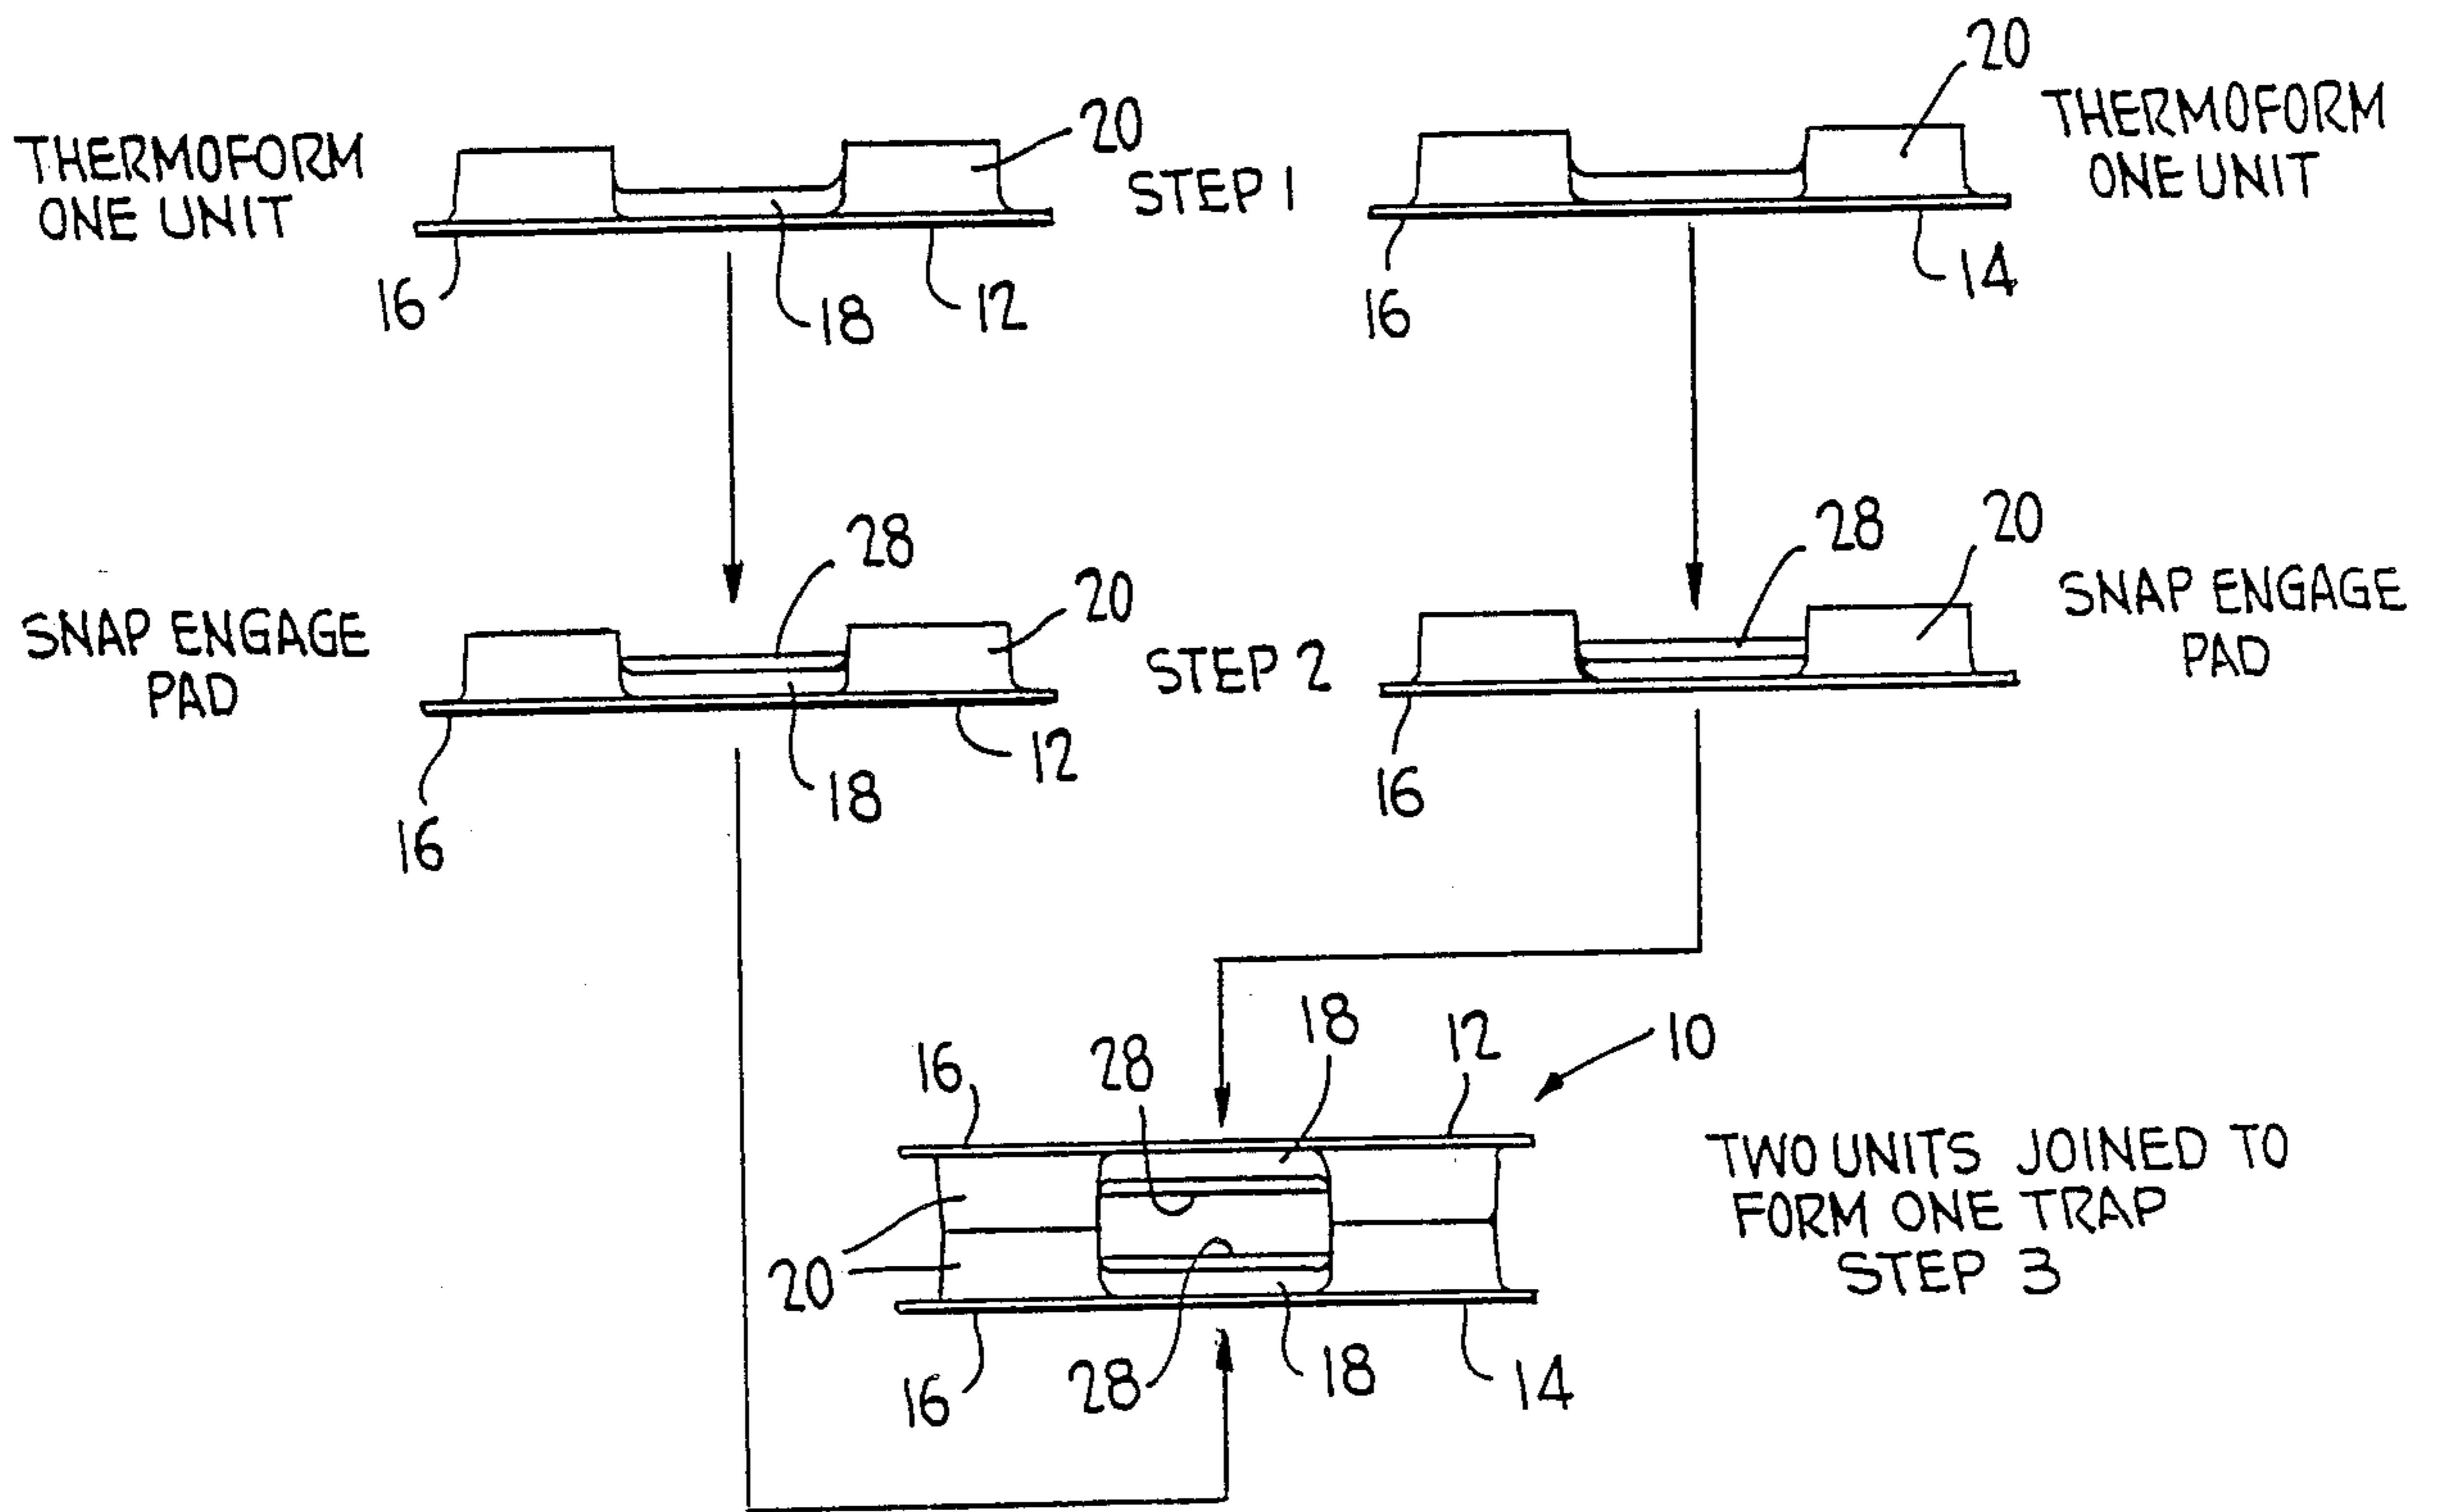 20
THERMOFORM
ONE UNIT
20
STEP 1
THERMOFORM
ONE UNIT
16
18
12
16
14
28
20
28
20
SNAP ENGAGE
PAD
STEP 2
SNAP ENGAGE
PAD
16
18
12
16
16
28
18
12
10
20
TWO UNITS JOINED TO
FORM ONE TRAP
STEP 3
16
28
18
14